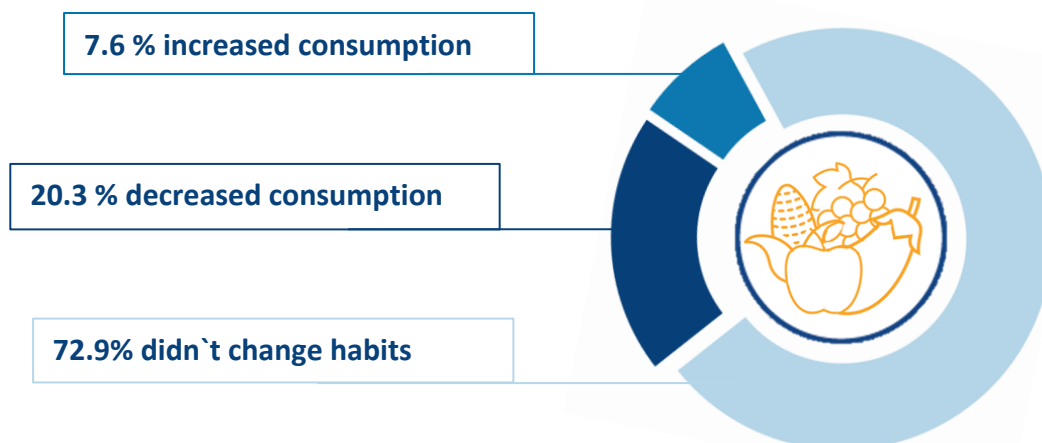 7.6 % increased consumption
20.3 % decreased consumption
72.9% didn`t change habits